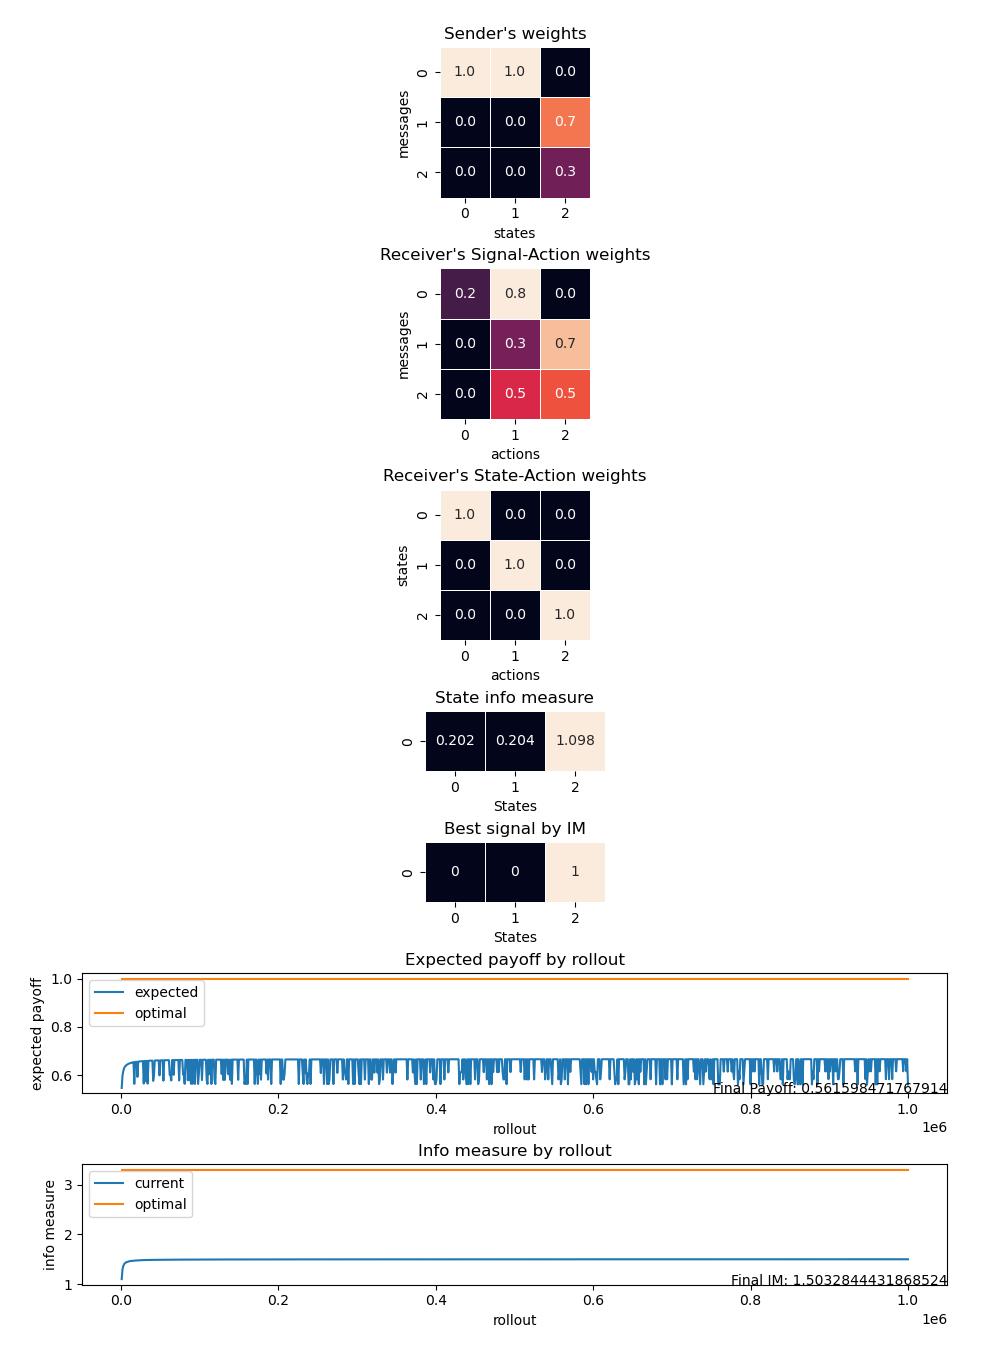 Sender's weights
messages
0 1.0 1.0 0.0
1 0.0 0.0 0.7
2 0.0 0.0 0.3
0 1 2
states
Receiver's Signal-Action weights
messages
0 0.2 0.8 0.0
1 0.0 0.3 0.7
2 0.0 0.5 0.5
0 1 2
actions
Receiver's State-Action weights
states
0 1.0 0.0 0.0
1 0.0 1.0 0.0
2 0.0 0.0 1.0
0 1 2
actions
State info measure
0 0.202 0.204 1.098
0 1 2
States
Best signal by IM
0 0 0 1
0 1 2
States
Expected payoff by rollout
expected payoff
1.0
0.8
0.6
expected
optimal
Final Payoff: 0.561598471767914
0.0 0.2 0.4 0.6 0.8 1.0
1e6
rollout
Info measure by rollout
info measure
3
2
1
current
optimal
Final IM: 1.5032844431868524
0.0 0.2 0.4 0.6 0.8 1.0
1e6
rollout